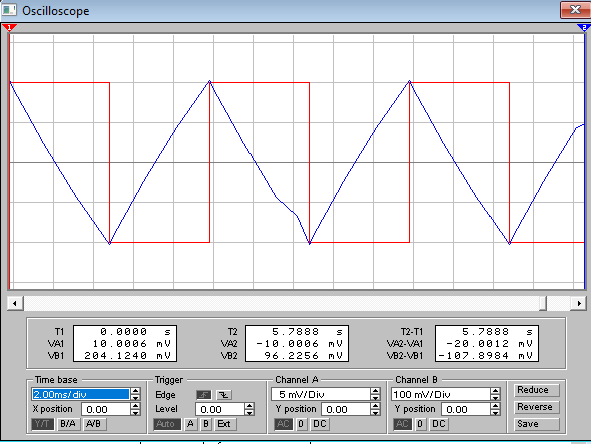 Oscilloscope
1 2
T1 0.0000 s T2 5.7888 s T2-T1 5.7888 s
VA1 10.0006 mV VA2 -10.0006 mV VA2-VA1 -20.0012 mV
VB1 204.1240 mV VB2 96.2256 mV VB2-VB1 -107.8984 mV
Time base Trigger Channel A Channel B
2.00ms/div Edge 5 mV/Div 100 mV/Div Reduce
X position 0.00 Level 0.00 Y position 0.00 Y position 0.00 Reverse
Y/T B/A A/B Auto A B Ext AC 0 DC AC 0 DC Save